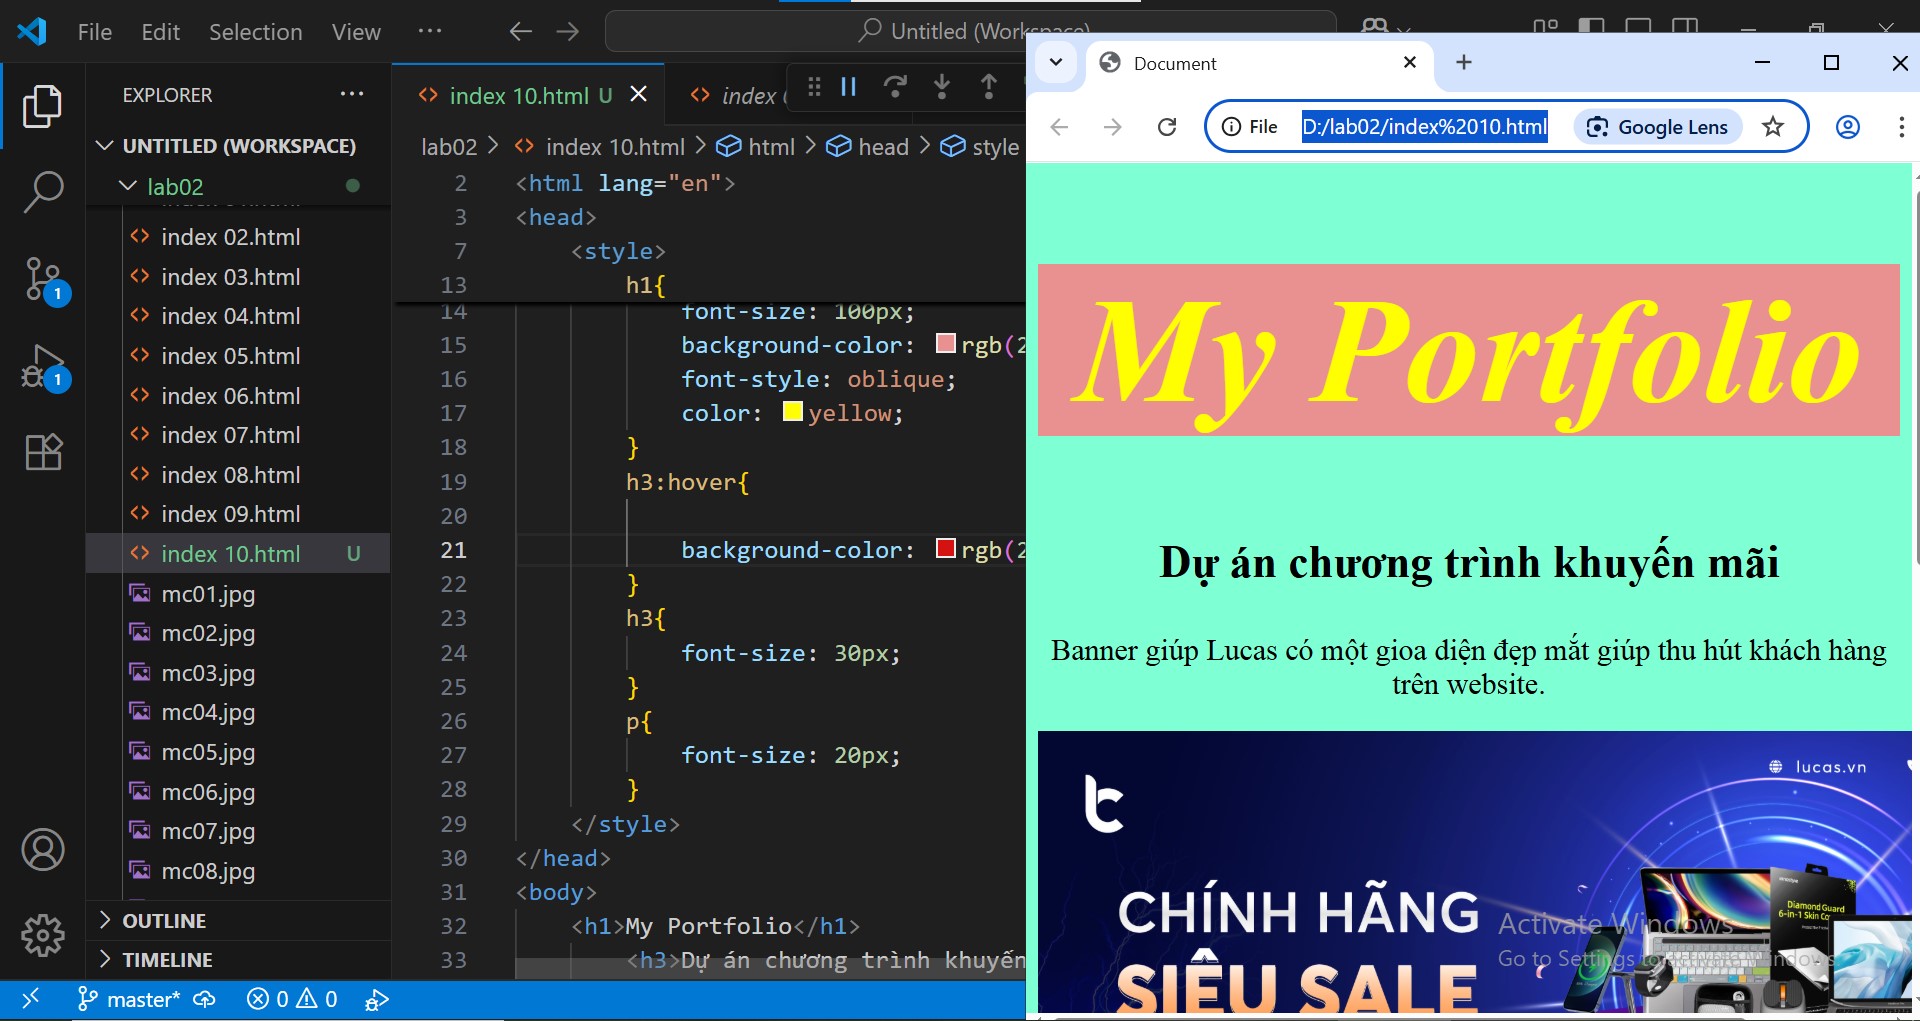 File Edit Selection View ··· Untitled (Workspace)
EXPLORER ···
UNTITLED (WORKSPACE)
lab02
index 02.html
index 03.html
index 04.html
index 05.html
index 06.html
index 07.html
index 08.html
index 09.html
index 10.html U
mc01.jpg
mc02.jpg
mc03.jpg
mc04.jpg
mc05.jpg
mc06.jpg
mc07.jpg
mc08.jpg
OUTLINE
TIMELINE
1
1
index 10.html U index
lab02 > index 10.html > html > head > style
2 <html lang="en">
3 <head>
7 <style>
13 h1{
14 font-size: 100px;
15 background-color: rgb(2
16 font-style: oblique;
17 color: yellow;
18 }
19 h3:hover{
20
21 background-color: rgb(2
22 }
23 h3{
24 font-size: 30px;
25 }
26 p{
27 font-size: 20px;
28 }
29 </style>
30 </head>
31 <body>
32 <h1>My Portfolio</h1>
33 <h3>Dự án chương trình khuyến
master* 0 0
Document
File D:/lab02/index%2010.html Google Lens
My Portfolio
Dự án chương trình khuyến mãi
Banner giúp Lucas có một gioa diện đẹp mắt giúp thu hút khách hàng
trên website.
lucas.vn
CHÍNH HÃNG
SIÊU SALE
Diamond Guard
Activate Windows